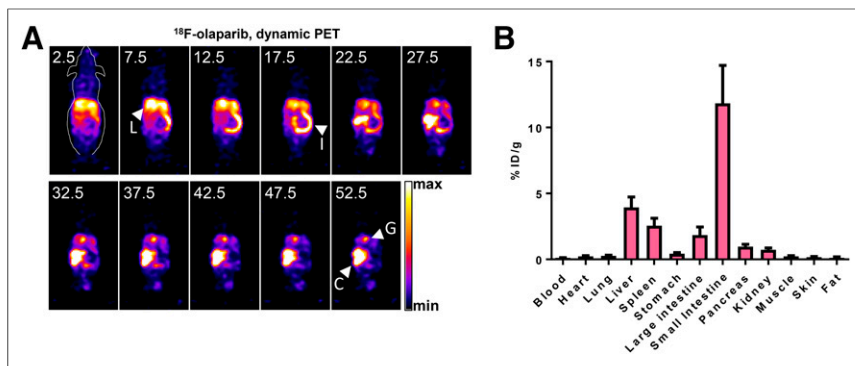 A
¹⁸F-olaparib, dynamic PET
2.5 7.5 12.5 17.5 22.5 27.5
L
I
32.5 37.5 42.5 47.5 52.5
max
G
C
min
B
15
10
5
0
% ID/g
Blood
Heart
Lung
Liver
Spleen
Stomach
Large intestine
Small Intestine
Pancreas
Kidney
Muscle
Skin
Fat